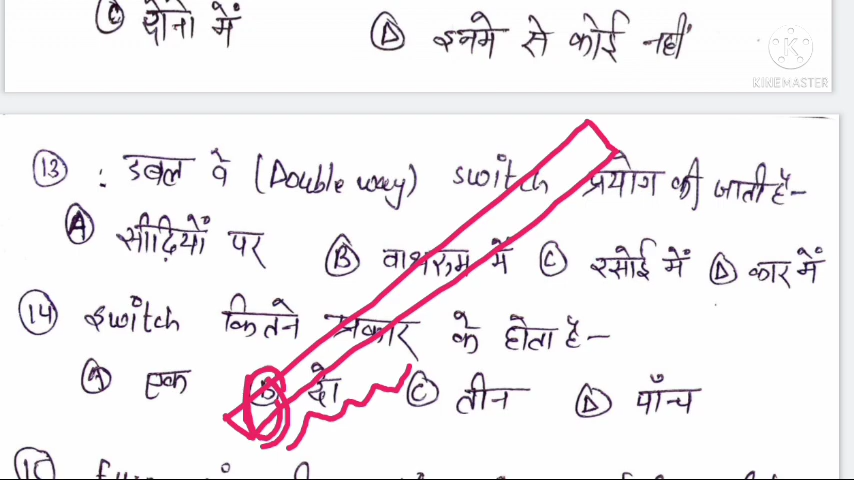 Ⓒ दोनो में Ⓓ इनमे से कोई नहीं
KINEMASTER
⑬ : डबल वे (Double way) switch प्रयोग की जाती है-
Ⓐ सीढ़ियों पर Ⓑ बाथरुम में Ⓒ रसोई में Ⓓ कार में
⑭ switch कितने प्रकार के होता है-
Ⓐ एक Ⓑ दो Ⓒ तीन Ⓓ पाँच